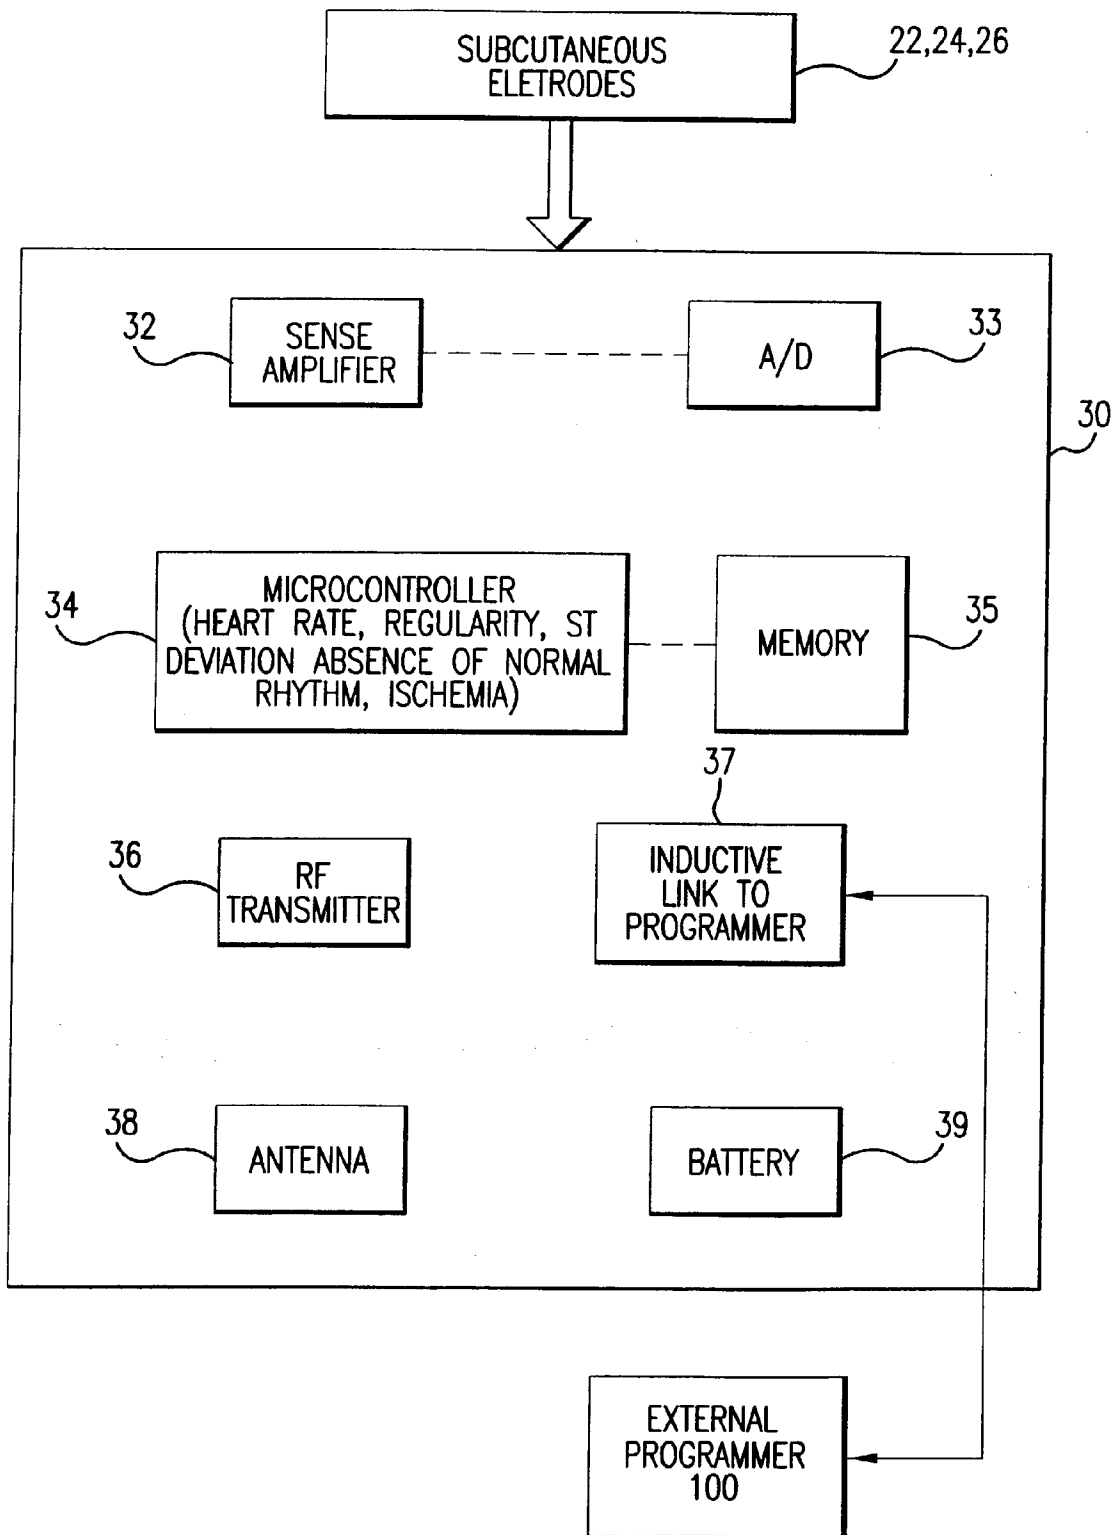 SUBCUTANEOUS
ELETRODES
22,24,26
32
SENSE
AMPLIFIER
A/D
33
30
34
MICROCONTROLLER
(HEART RATE, REGULARITY, ST
DEVIATION ABSENCE OF NORMAL
RHYTHM, ISCHEMIA)
MEMORY
35
36
RF
TRANSMITTER
37
INDUCTIVE
LINK TO
PROGRAMMER
38
ANTENNA
BATTERY
39
EXTERNAL
PROGRAMMER
100